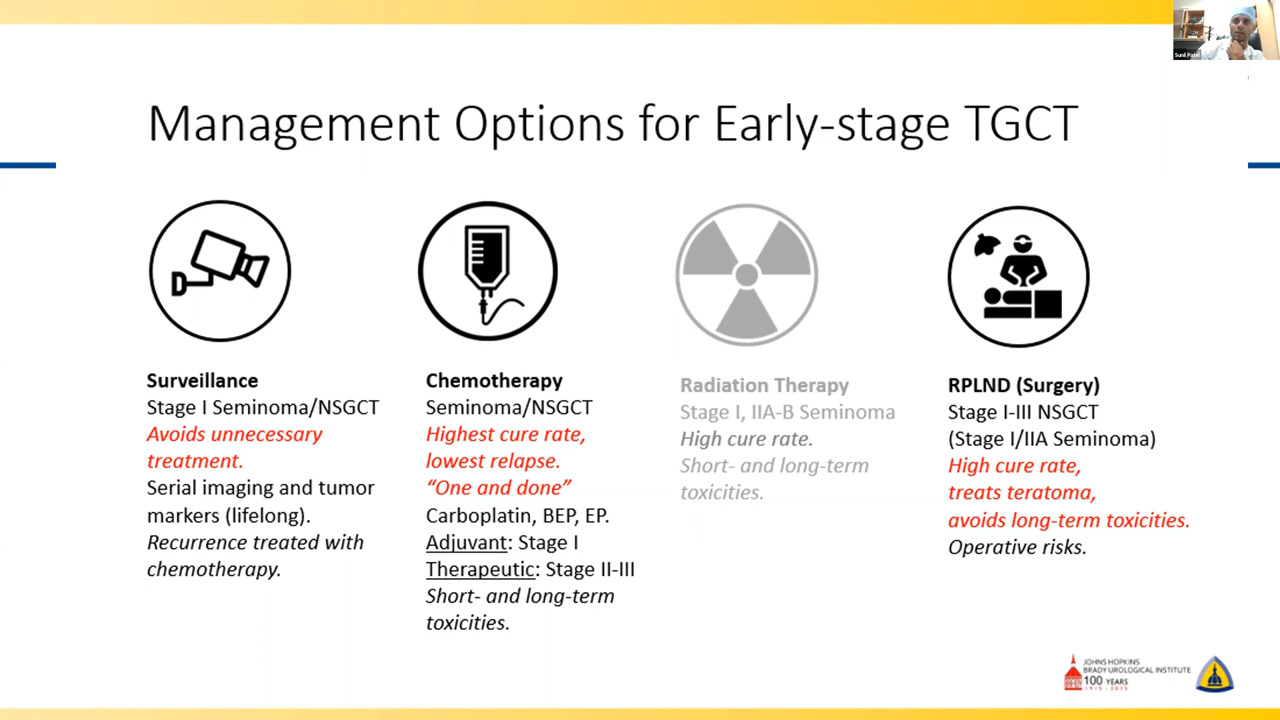 Sunil Patel
Management Options for Early-stage TGCT
Surveillance
Stage I Seminoma/NSGCT
Avoids unnecessary
treatment.
Serial imaging and tumor
markers (lifelong).
Recurrence treated with
chemotherapy.
Chemotherapy
Seminoma/NSGCT
Highest cure rate,
lowest relapse.
“One and done”
Carboplatin, BEP, EP.
Adjuvant: Stage I
Therapeutic: Stage II-III
Short- and long-term
toxicities.
Radiation Therapy
Stage I, IIA-B Seminoma
High cure rate.
Short- and long-term
toxicities.
RPLND (Surgery)
Stage I-III NSGCT
(Stage I/IIA Seminoma)
High cure rate,
treats teratoma,
avoids long-term toxicities.
Operative risks.
JOHNS HOPKINS
BRADY UROLOGICAL INSTITUTE
100 YEARS
1915 - 2015